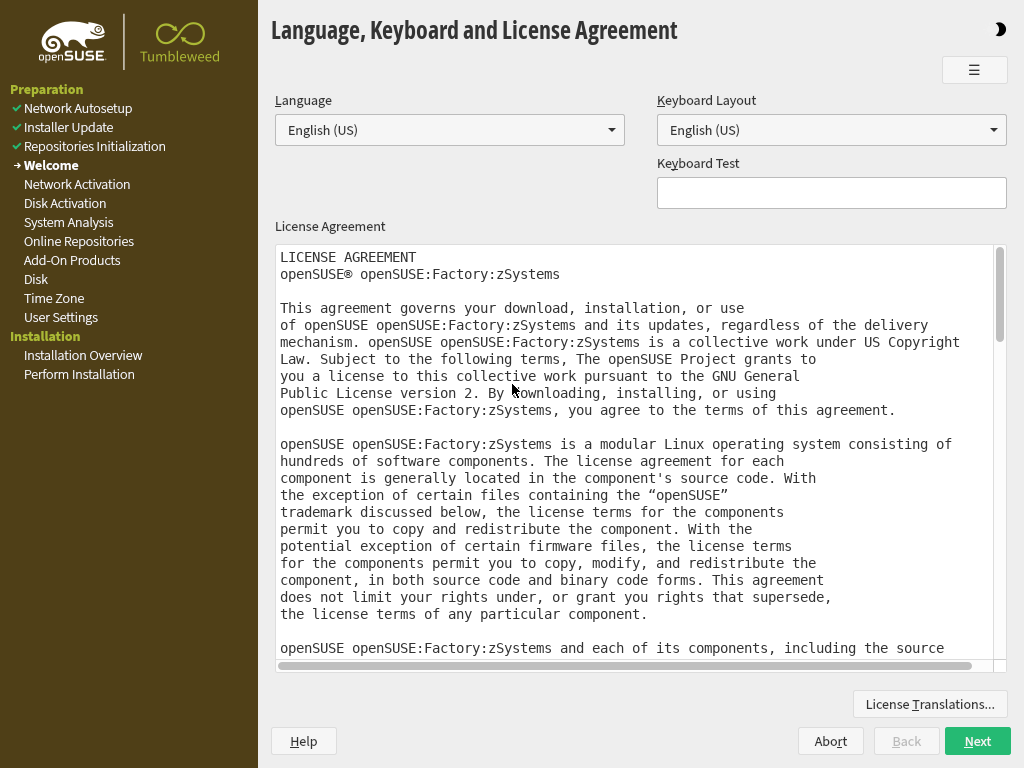 openSUSE
Tumbleweed
Preparation
Network Autosetup
Installer Update
Repositories Initialization
Welcome
Network Activation
Disk Activation
System Analysis
Online Repositories
Add-On Products
Disk
Time Zone
User Settings
Installation
Installation Overview
Perform Installation
Language, Keyboard and License Agreement
Language
Keyboard Layout
English (US)
English (US)
Keyboard Test
License Agreement
LICENSE AGREEMENT
openSUSE® openSUSE:Factory:zSystems
This agreement governs your download, installation, or use
of openSUSE openSUSE:Factory:zSystems and its updates, regardless of the delivery
mechanism. openSUSE openSUSE:Factory:zSystems is a collective work under US Copyright
Law. Subject to the following terms, The openSUSE Project grants to
you a license to this collective work pursuant to the GNU General
Public License version 2. By downloading, installing, or using
openSUSE openSUSE:Factory:zSystems, you agree to the terms of this agreement.
openSUSE openSUSE:Factory:zSystems is a modular Linux operating system consisting of
hundreds of software components. The license agreement for each
component is generally located in the component's source code. With
the exception of certain files containing the “openSUSE”
trademark discussed below, the license terms for the components
permit you to copy and redistribute the component. With the
potential exception of certain firmware files, the license terms
for the components permit you to copy, modify, and redistribute the
component, in both source code and binary code forms. This agreement
does not limit your rights under, or grant you rights that supersede,
the license terms of any particular component.
openSUSE openSUSE:Factory:zSystems and each of its components, including the source
License Translations...
Help
Abort
Back
Next